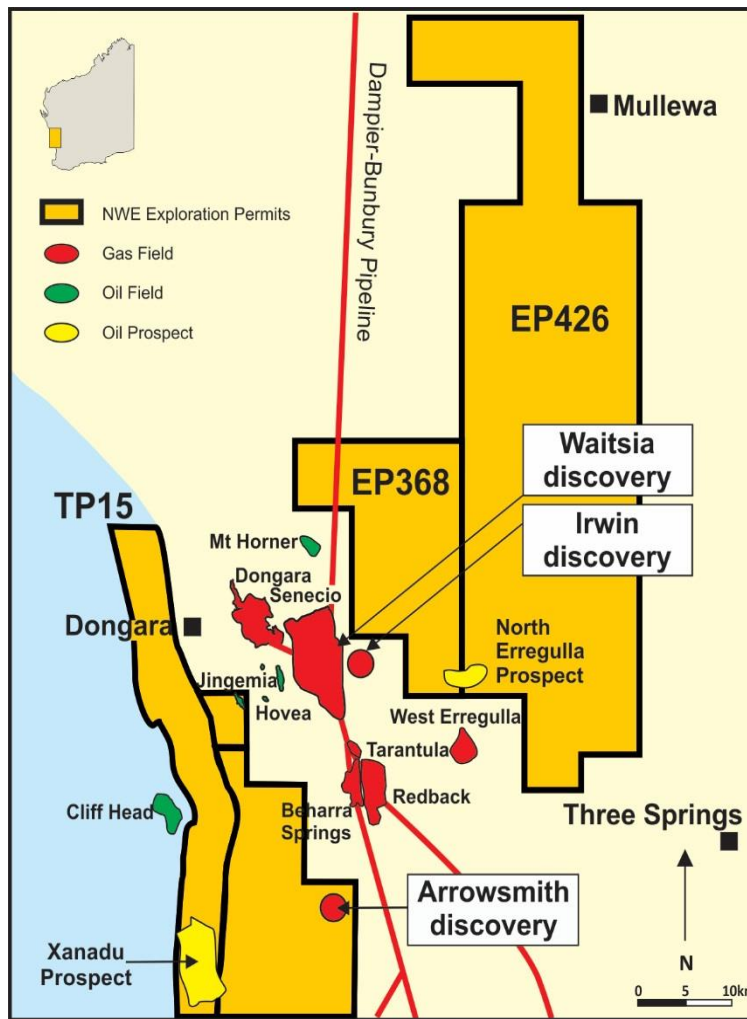 Dampier-Bunbury Pipeline
Mullewa
NWE Exploration Permits
Gas Field
Oil Field
Oil Prospect
EP426
Waitsia
discovery
EP368
Irwin
discovery
TP15
Mt Horner
Dongara
Senecio
Dongara
North
Erregulla
Prospect
Jingemia
Hovea
West Erregulla
Tarantula
Cliff Head
Beharra
Springs
Redback
Three Springs
Arrowsmith
discovery
Xanadu
Prospect
N
0 5 10km